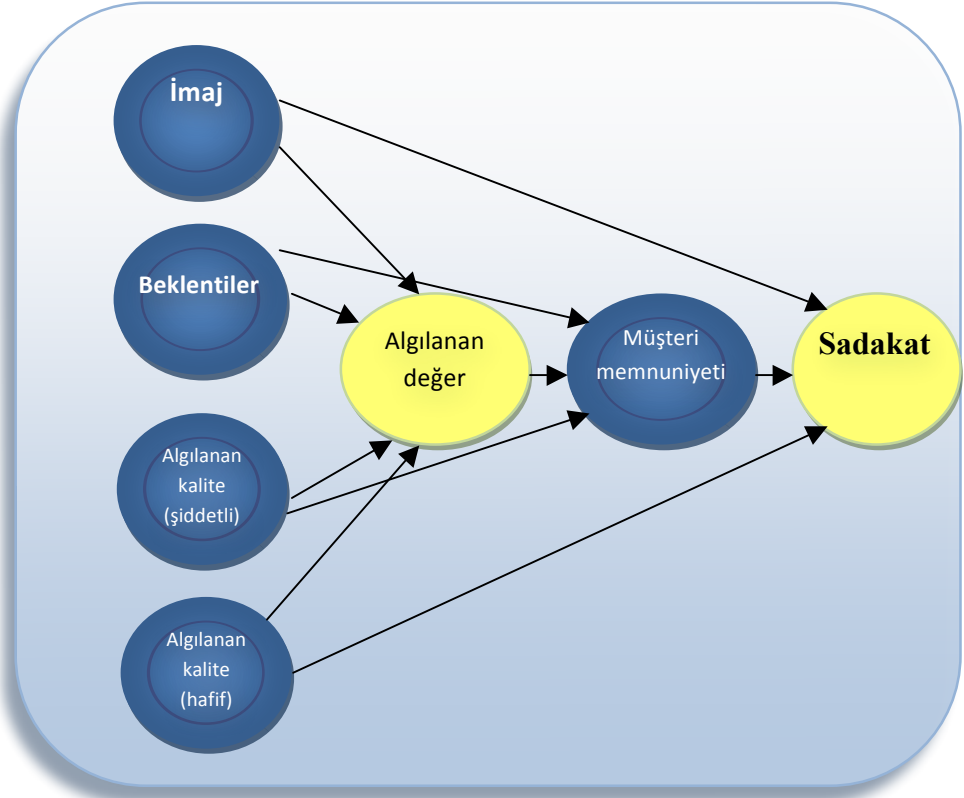 İmaj
Beklentiler
Algılanan
kalite
(şiddetli)
Algılanan
kalite
(hafif)
Algılanan
değer
Müşteri
memnuniyeti
Sadakat